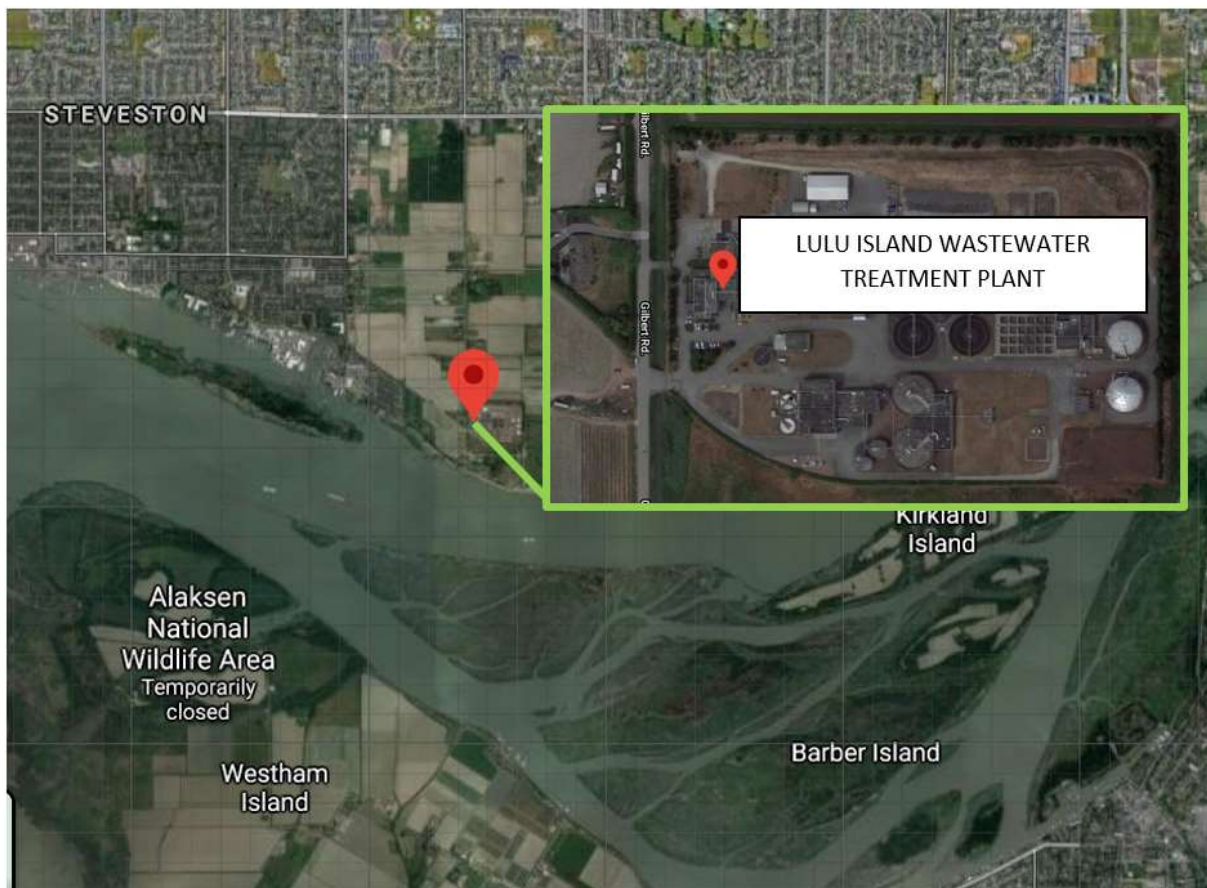 STEVESTON
Gilbert Rd.
LULU ISLAND WASTEWATER
TREATMENT PLANT
Gilbert Rd.
Kirkland
Island
Alaksen
National
Wildlife Area
Temporarily
closed
Westham
Island
Barber Island